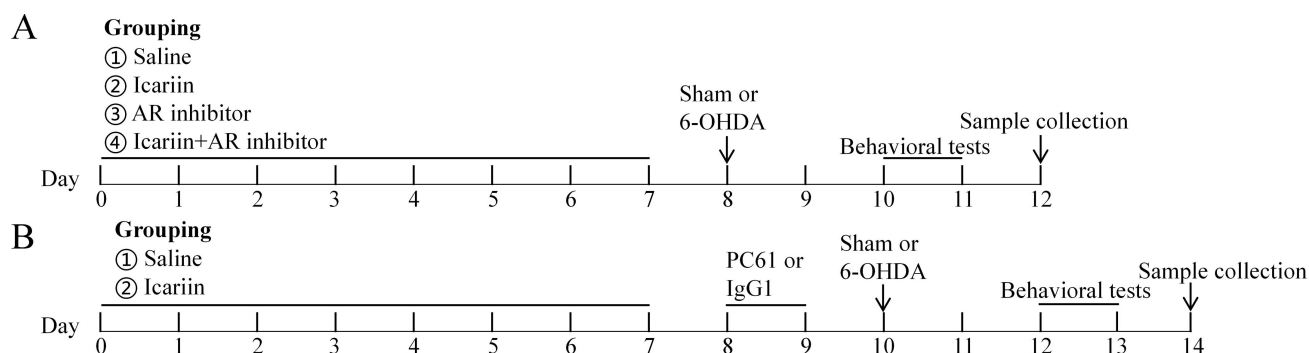 A
Grouping
① Saline
② Icariin
③ AR inhibitor
④ Icariin+AR inhibitor
Sham or
6-OHDA
Sample collection
Behavioral tests
Day
0 1 2 3 4 5 6 7 8 9 10 11 12
B
Grouping
① Saline
② Icariin
PC61 or
IgG1
Sham or
6-OHDA
Sample collection
Behavioral tests
Day
0 1 2 3 4 5 6 7 8 9 10 11 12 13 14